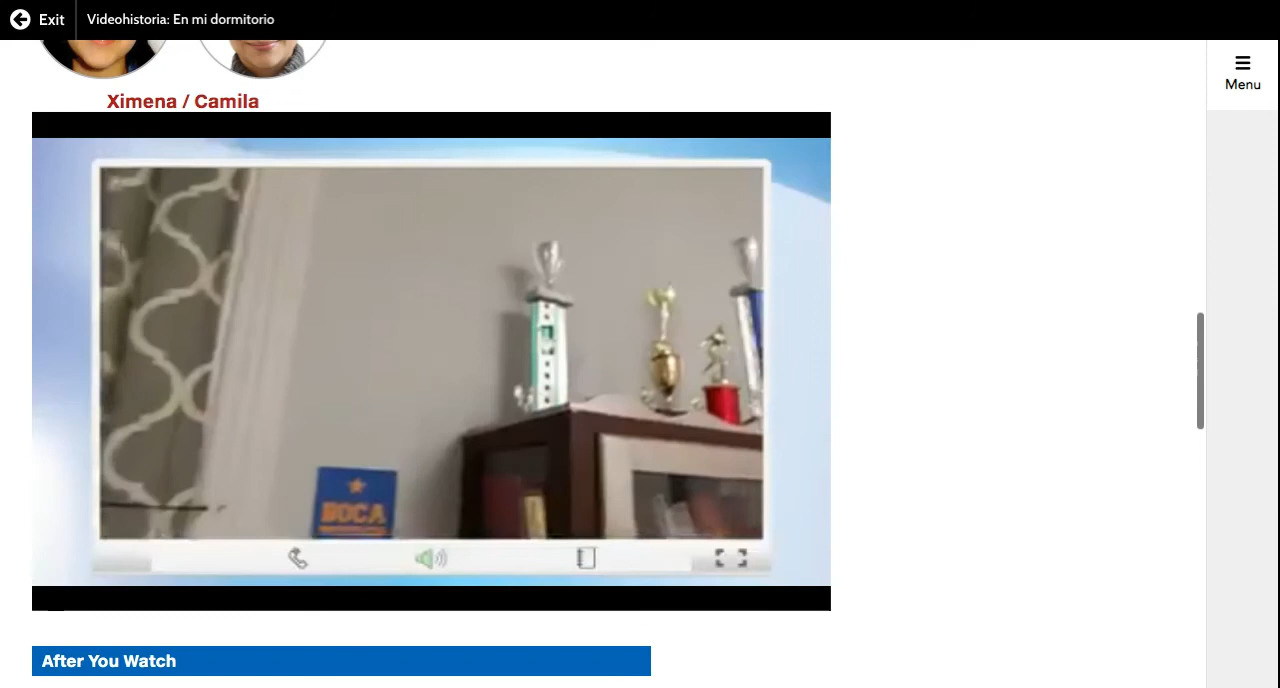 Exit
Videohistoria: En mi dormitorio
Menu
Ximena / Camila
BOCA
After You Watch